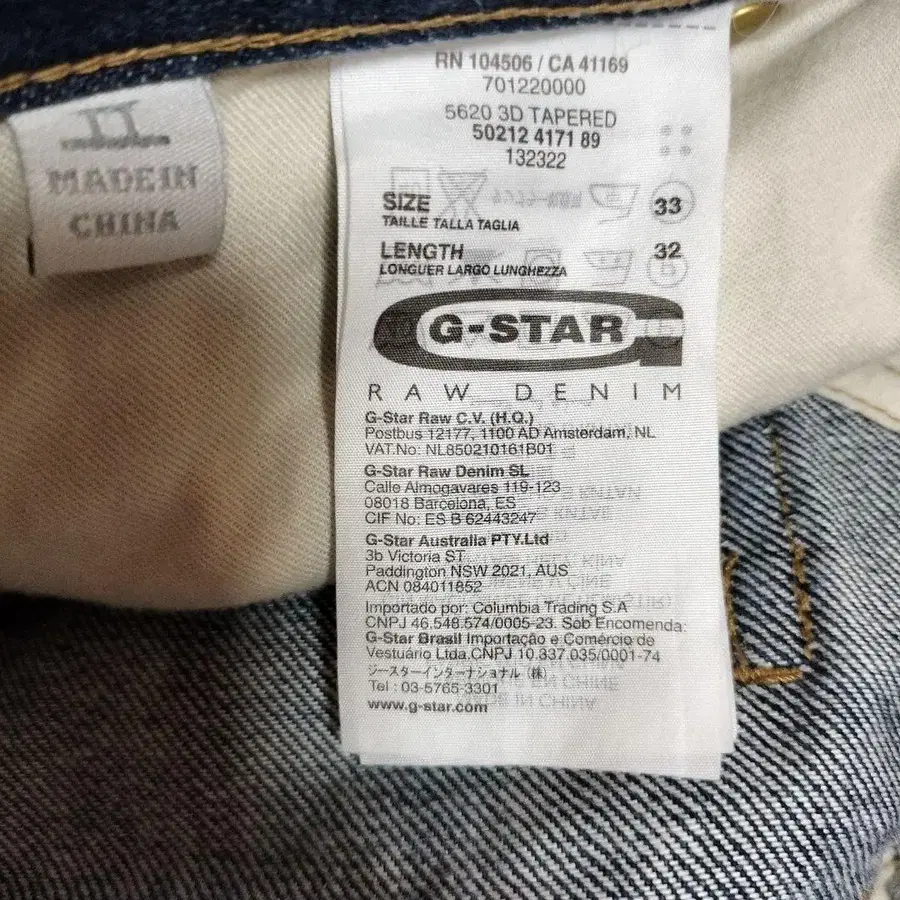 MADE IN
CHINA
RN 104506 / CA 41169
701220000
5620 3D TAPERED
50212 4171 89
132322
SIZE 33
TAILLE TALLA TAGLIA
LENGTH 32
LONGUER LARGO LUNGHEZZA
G-STAR
RAW DENIM
G-Star Raw C.V. (H.Q.)
Postbus 12177, 1100 AD Amsterdam, NL
VAT.No: NL850210161B01
G-Star Raw Denim SL
Calle Almogavares 119-123
08018 Barcelona, ES
CIF No: ES B 62443247
G-Star Australia PTY.Ltd
3b Victoria ST
Paddington NSW 2021, AUS
ACN 084011852
Importado por: Columbia Trading S.A
CNPJ 46.548.574/0005-23. Sob Encomenda:
G-Star Brasil Importação e Comércio de
Vestuário Ltda.CNPJ 10.337.035/0001-74
ジースターインターナショナル (株)
Tel : 03-5765-3301
www.g-star.com